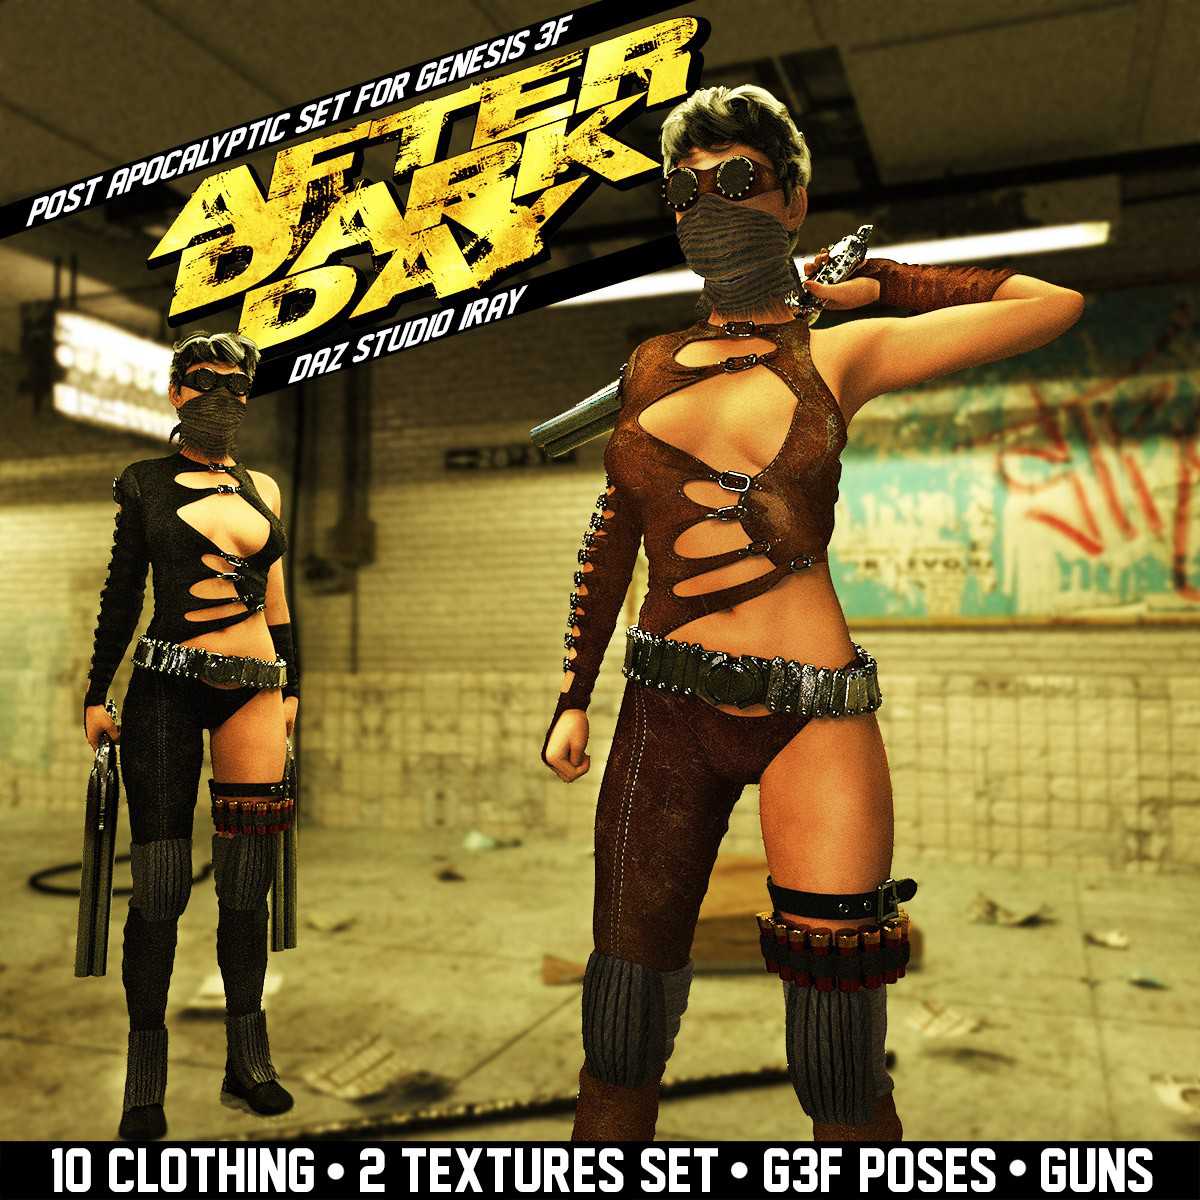 POST APOCALYPTIC SET FOR GENESIS 3F
AFTER
DARK
DAY
DAZ STUDIO IRAY
10 CLOTHING • 2 TEXTURES SET • G3F POSES • GUNS